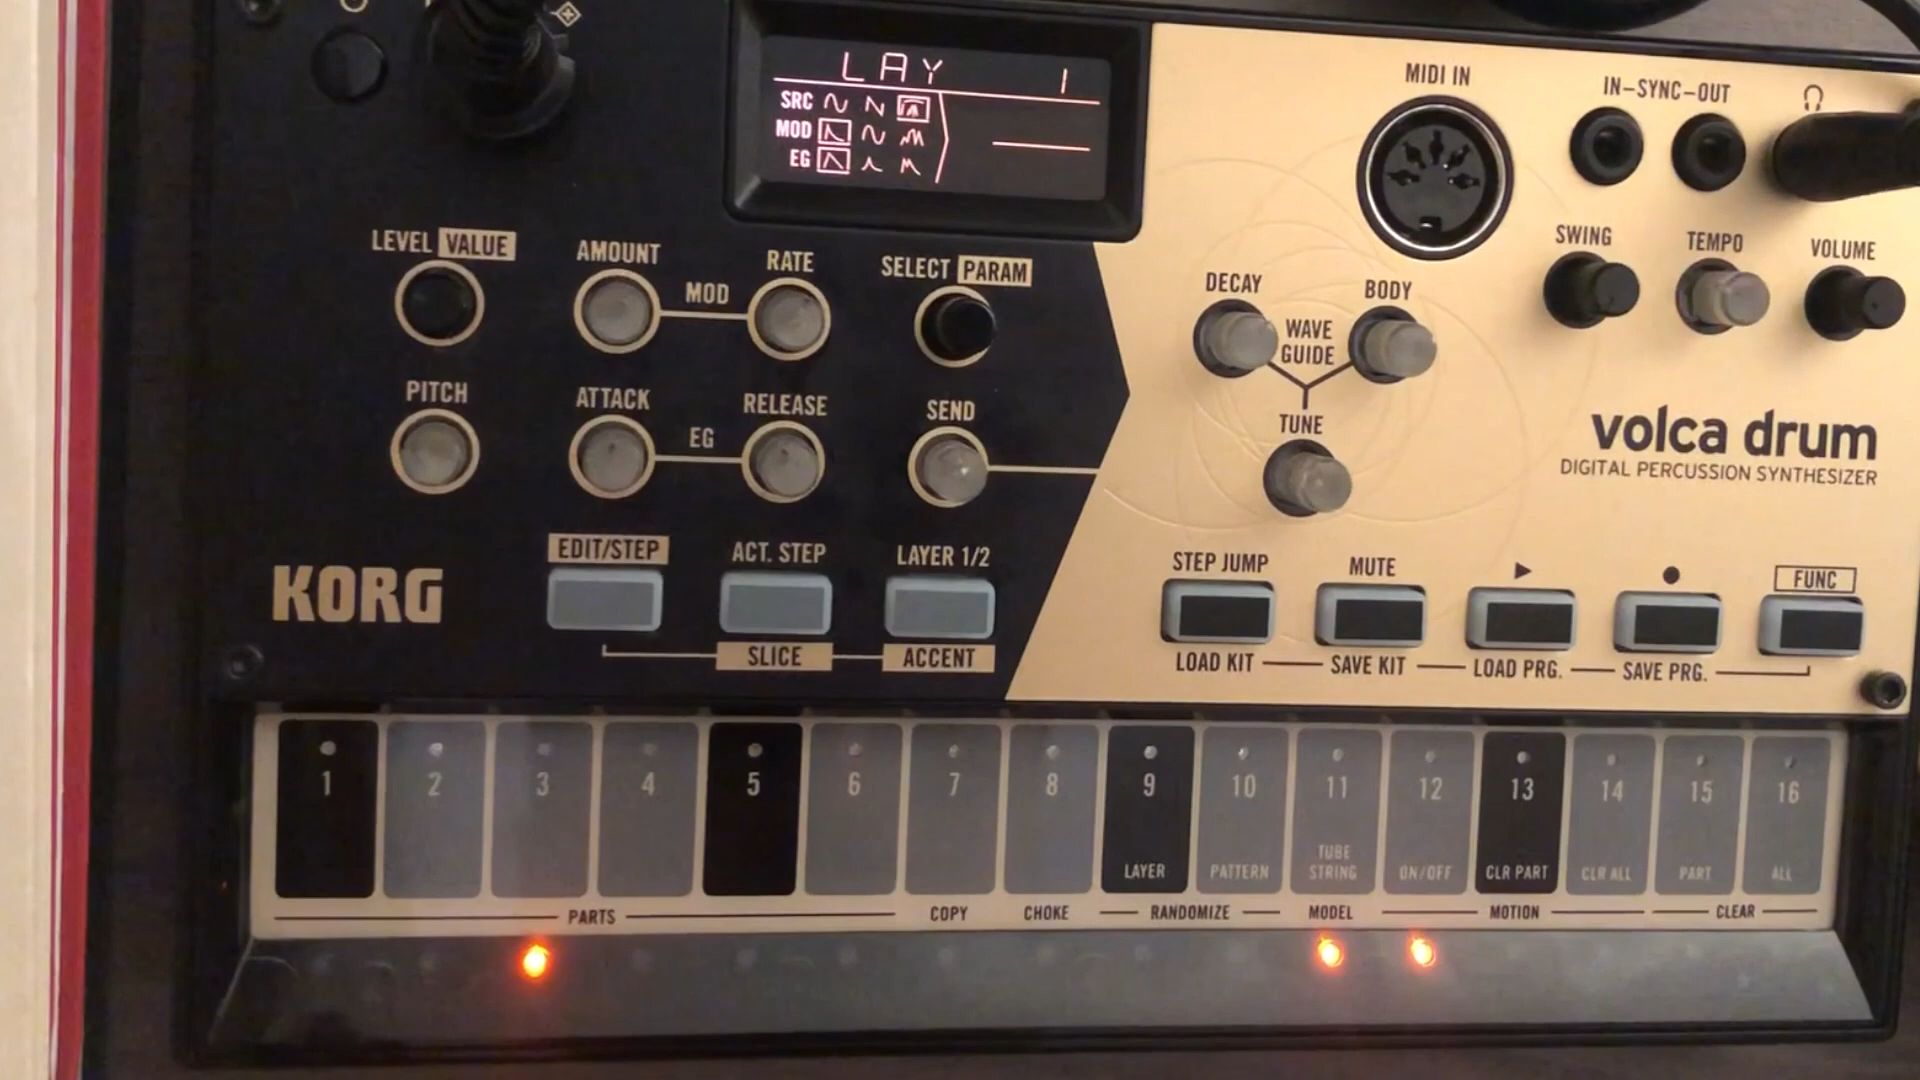 LAY 1
SRC
MOD
EG
MIDI IN
IN-SYNC-OUT
LEVEL VALUE
AMOUNT
MOD
RATE
SELECT PARAM
DECAY
WAVE
GUIDE
BODY
SWING
TEMPO
VOLUME
PITCH
ATTACK
EG
RELEASE
SEND
TUNE
volca drum
DIGITAL PERCUSSION SYNTHESIZER
KORG
EDIT/STEP
ACT. STEP
LAYER 1/2
SLICE
ACCENT
STEP JUMP
MUTE
FUNC
LOAD KIT
SAVE KIT
LOAD PRG.
SAVE PRG.
1 2 3 4 5 6 7 8 9 10 11 12 13 14 15 16
LAYER
PATTERN
TUBE
STRING
ON/OFF
CLR PART
CLR ALL
PART
ALL
PARTS
COPY
CHOKE
RANDOMIZE
MODEL
MOTION
CLEAR